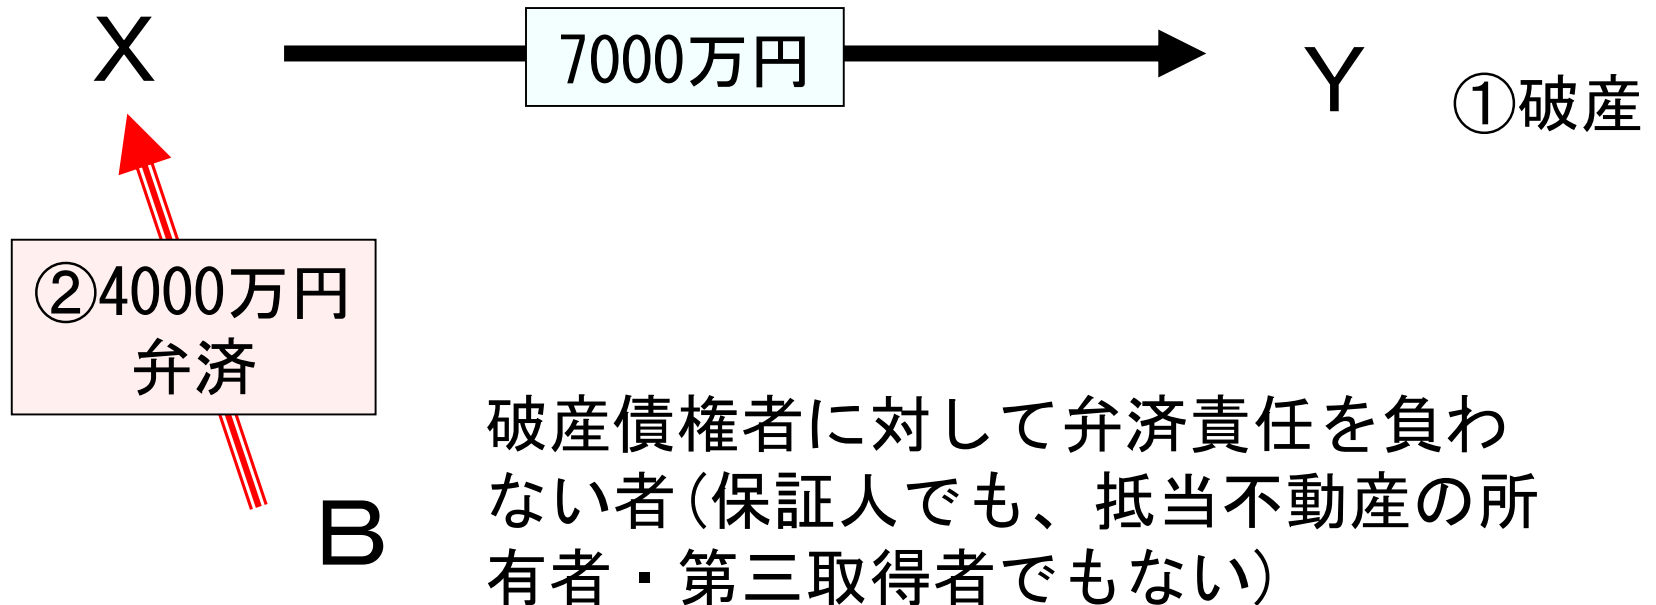 X
7000万円
Y
①破産
②4000万円
弁済
B
破産債権者に対して弁済責任を負わ
ない者(保証人でも、抵当不動産の所
有者・第三取得者でもない)